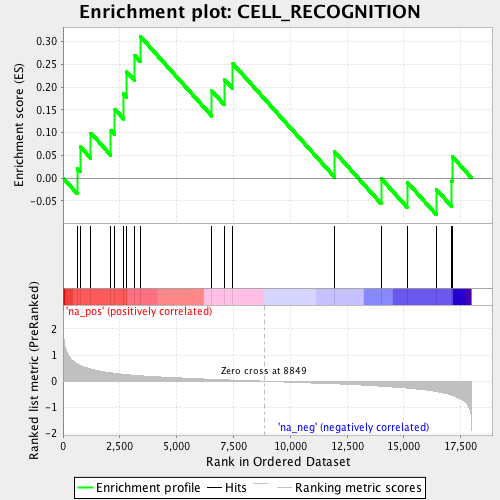 Enrichment plot: CELL_RECOGNITION
Enrichment score (ES)
0.30
0.25
0.20
0.15
0.10
0.05
0.00
-0.05
'na_pos' (positively correlated)
Ranked list metric (PreRanked)
2
1
0
-1
-2
Zero cross at 8849
'na_neg' (negatively correlated)
0
2,500
5,000
7,500
10,000
12,500
15,000
17,500
Rank in Ordered Dataset
Enrichment profile
Hits
Ranking metric scores